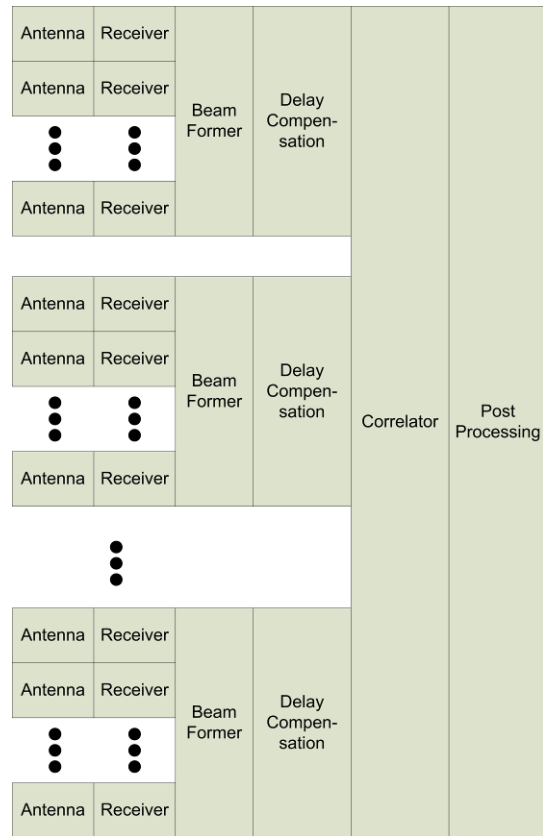 Antenna Receiver
Antenna Receiver
Beam
Former
Delay
Compen-
sation
Antenna Receiver
Antenna Receiver
Antenna Receiver
Beam
Former
Delay
Compen-
sation
Correlator
Post
Processing
Antenna Receiver
Antenna Receiver
Antenna Receiver
Beam
Former
Delay
Compen-
sation
Antenna Receiver